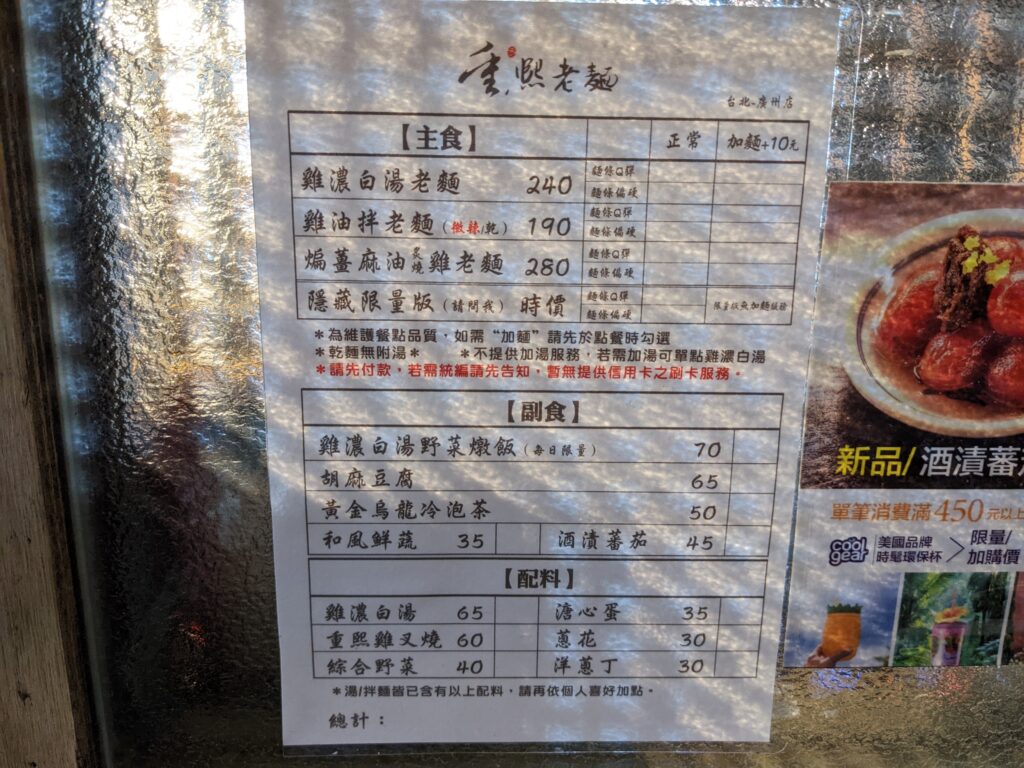 重熙老麵
台北-廣州店
【主食】 正常 加麵+10元
雞濃白湯老麵 240 麵條Q彈 麵條偏硬
雞油拌老麵（微辣/乾） 190 麵條Q彈 麵條偏硬
煸薑麻油炙燒雞老麵 280 麵條Q彈 麵條偏硬
隱藏限量版（請問我） 時價 麵條Q彈 麵條偏硬 限量版無加麵服務
＊為維護餐點品質，如需“加麵”請先於點餐時勾選
＊乾麵無附湯＊ ＊不提供加湯服務，若需加湯可單點雞濃白湯
＊請先付款，若需統編請先告知，暫無提供信用卡之刷卡服務。
【副食】
雞濃白湯野菜燉飯（每日限量） 70
胡麻豆腐 65
黃金烏龍冷泡茶 50
和風鮮蔬 35 酒漬蕃茄 45
【配料】
雞濃白湯 65 溏心蛋 35
重熙雞叉燒 60 蔥花 30
綜合野菜 40 洋蔥丁 30
＊湯/拌麵皆已含有以上配料，請再依個人喜好加點。
總計：
新品/酒漬蕃
單筆消費滿450元以上
cool gear 美國品牌 時髦環保杯 限量/ 加購價